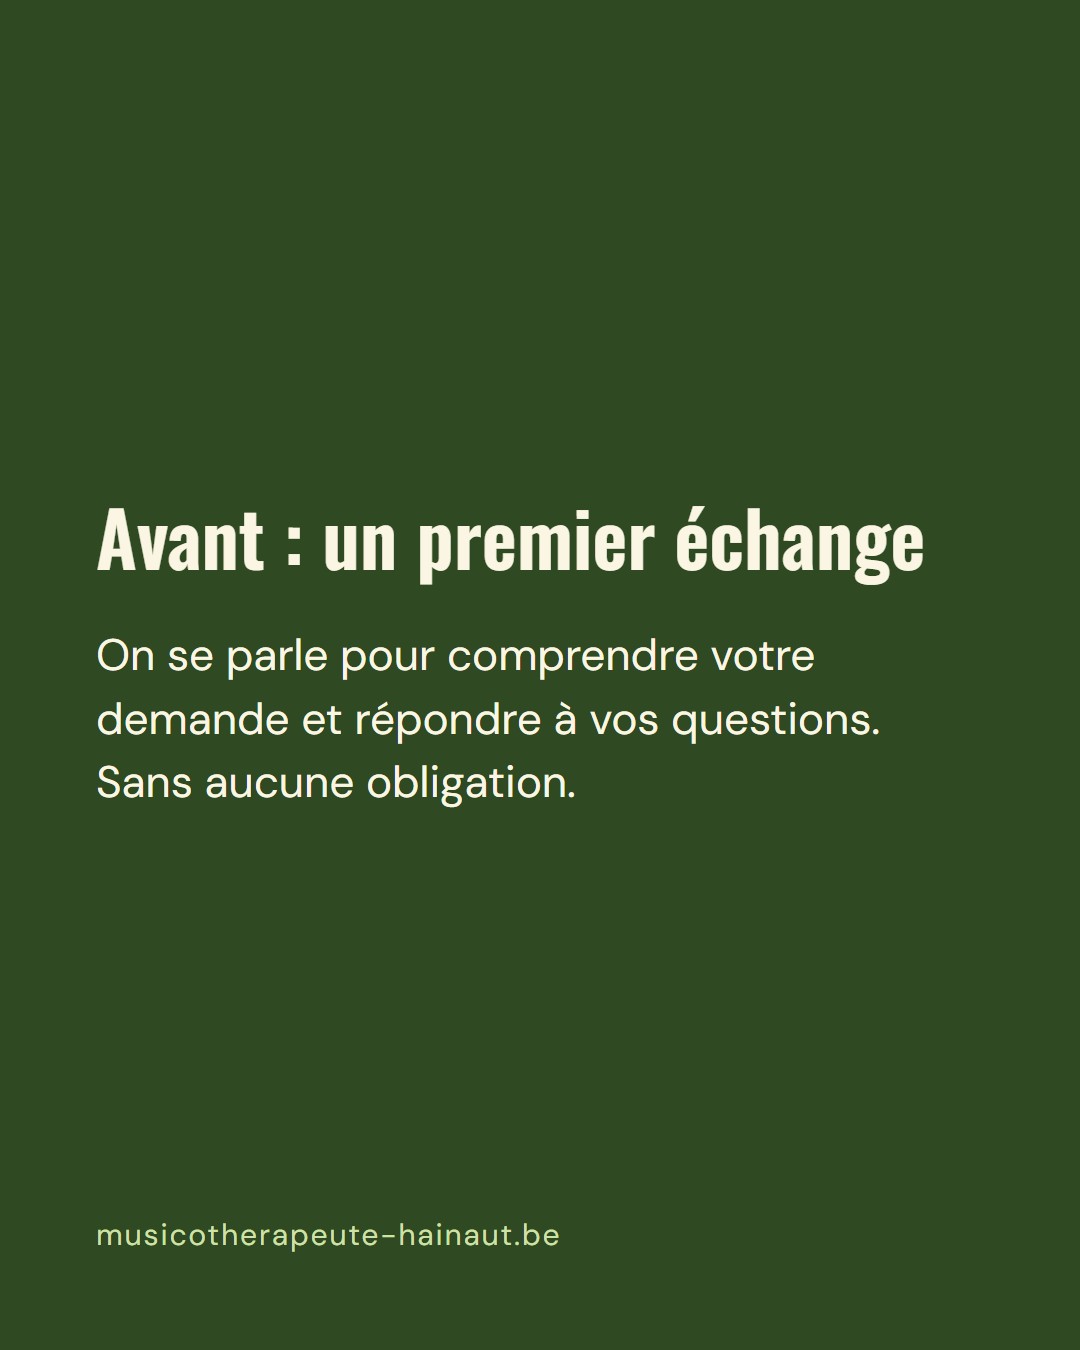 Avant : un premier échange
On se parle pour comprendre votre
demande et répondre à vos questions.
Sans aucune obligation.
musicotherapeute-hainaut.be